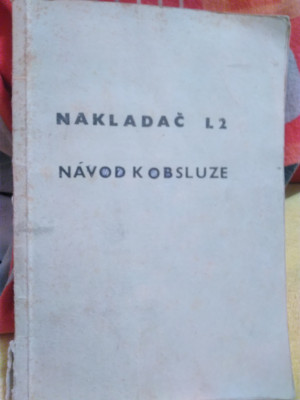 NAKLADAČ L2
NÁVOD K OBSLUZE